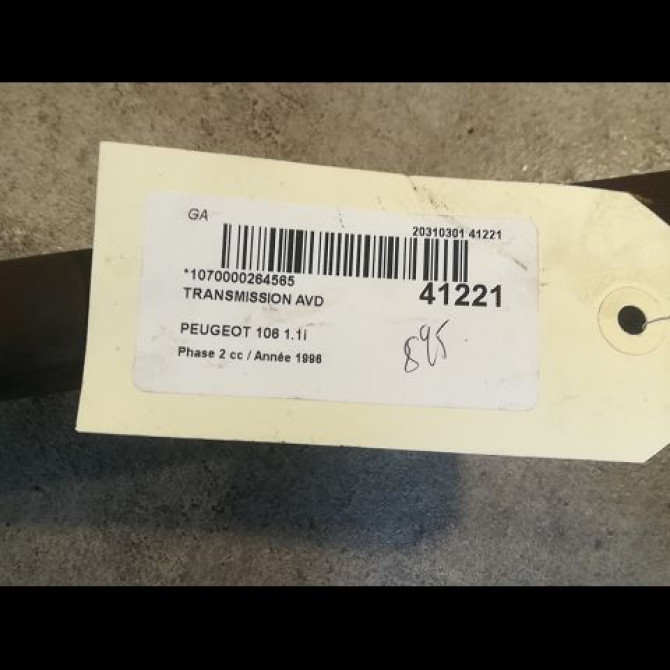 GA
20310301 41221
*1070000264565
TRANSMISSION AVD
41221
PEUGEOT 106 1.1i
895
Phase 2 cc / Année 1996